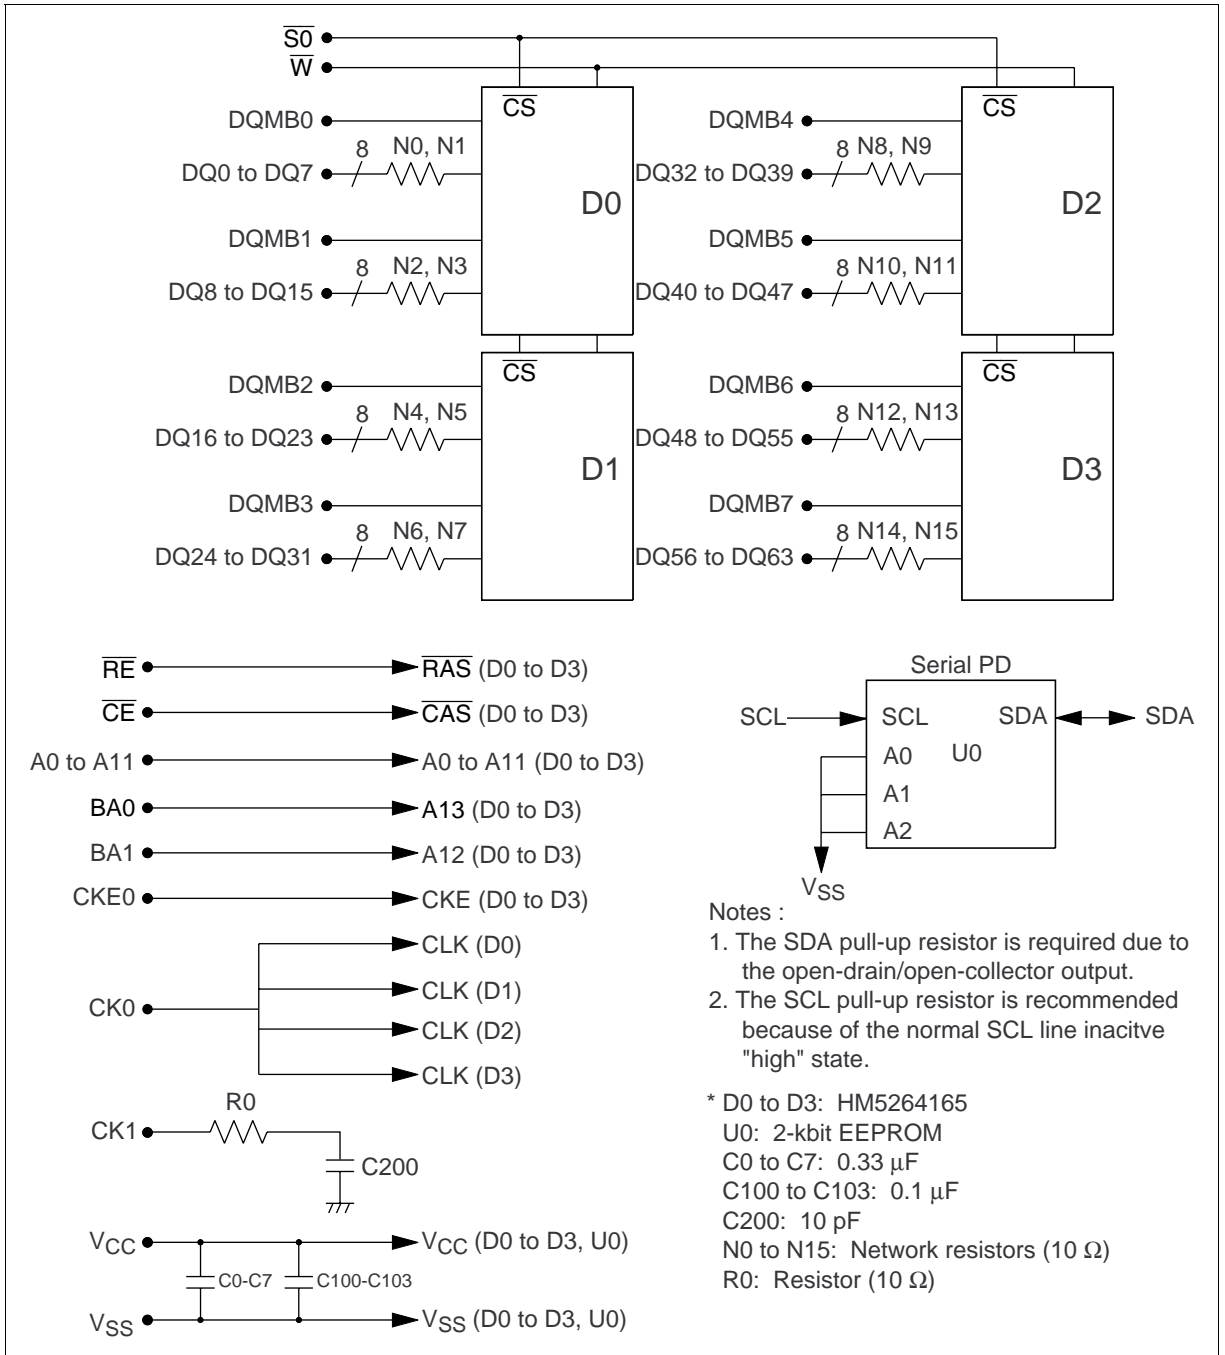 S0
W
CS
CS
DQMB0
DQMB4
8 N0, N1
8 N8, N9
DQ0 to DQ7
DQ32 to DQ39
D0
D2
DQMB1
DQMB5
8 N2, N3
8 N10, N11
DQ8 to DQ15
DQ40 to DQ47
CS
CS
DQMB2
DQMB6
8 N4, N5
8 N12, N13
DQ16 to DQ23
DQ48 to DQ55
D1
D3
DQMB3
DQMB7
8 N6, N7
8 N14, N15
DQ24 to DQ31
DQ56 to DQ63
RE
RAS (D0 to D3)
CE
CAS (D0 to D3)
A0 to A11
A0 to A11 (D0 to D3)
BA0
A13 (D0 to D3)
BA1
A12 (D0 to D3)
CKE0
CKE (D0 to D3)
CLK (D0)
CLK (D1)
CK0
CLK (D2)
CLK (D3)
R0
CK1
C200
VCC
VCC (D0 to D3, U0)
C0-C7
C100-C103
VSS
VSS (D0 to D3, U0)
Serial PD
SCL
SCL
SDA
SDA
A0
U0
A1
A2
VSS
Notes :
1. The SDA pull-up resistor is required due to
the open-drain/open-collector output.
2. The SCL pull-up resistor is recommended
because of the normal SCL line inacitve
"high" state.
* D0 to D3: HM5264165
U0: 2-kbit EEPROM
C0 to C7: 0.33 μF
C100 to C103: 0.1 μF
C200: 10 pF
N0 to N15: Network resistors (10 Ω)
R0: Resistor (10 Ω)